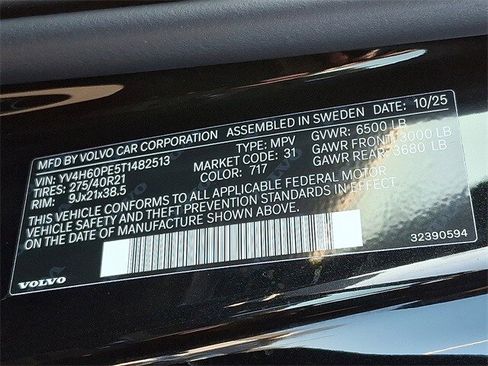 MFD BY VOLVO CAR CORPORATION ASSEMBLED IN SWEDEN DATE: 10/25
VIN: YV4H60PE5T1482513 TYPE: MPV GVWR: 6500 LB
TIRES: 275/40R21 MARKET CODE: 31 GAWR FRONT: 3000 LB
RIM: 9Jx21x38.5 COLOR: 717 GAWR REAR: 3680 LB
THIS VEHICLE CONFORMS TO ALL APPLICABLE FEDERAL MOTOR
VEHICLE SAFETY AND THEFT PREVENTION STANDARDS IN EFFECT
ON THE DATE OF MANUFACTURE SHOWN ABOVE.
VOLVO 32390594